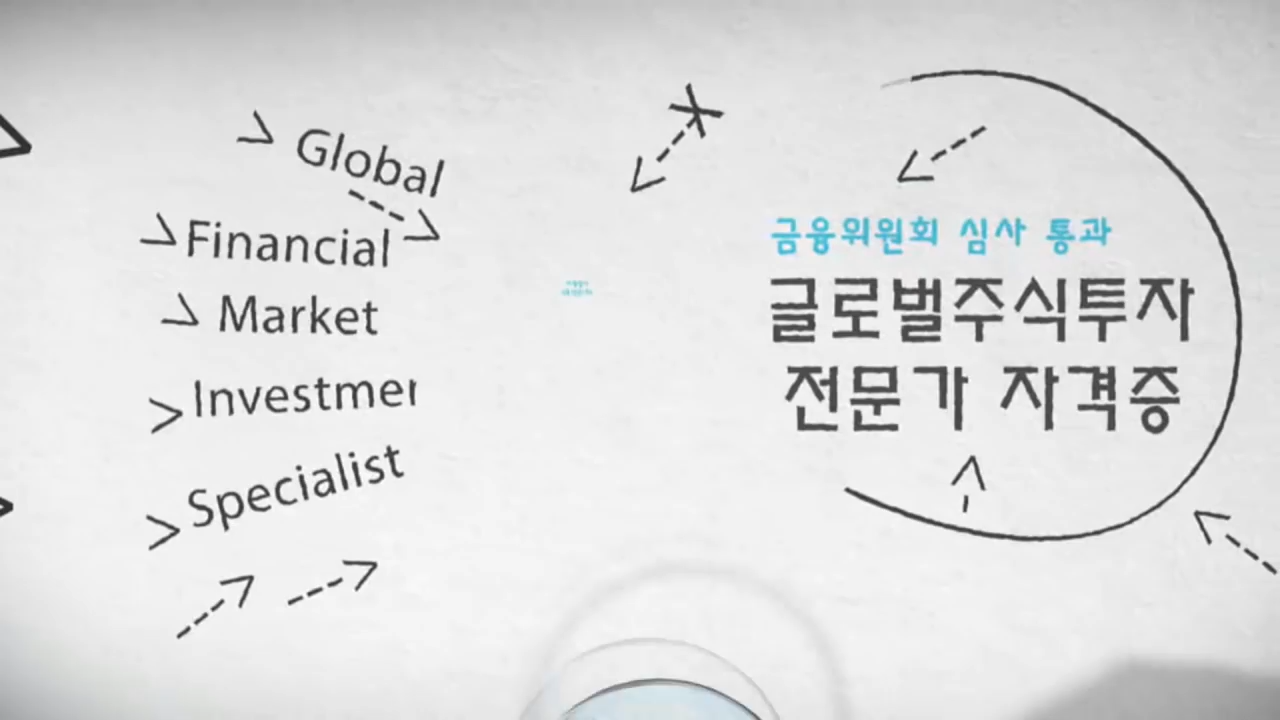 Global
Financial
Market
Investmer
Specialist
금융위원회 심사 통과
글로벌주식투자
전문가 자격증